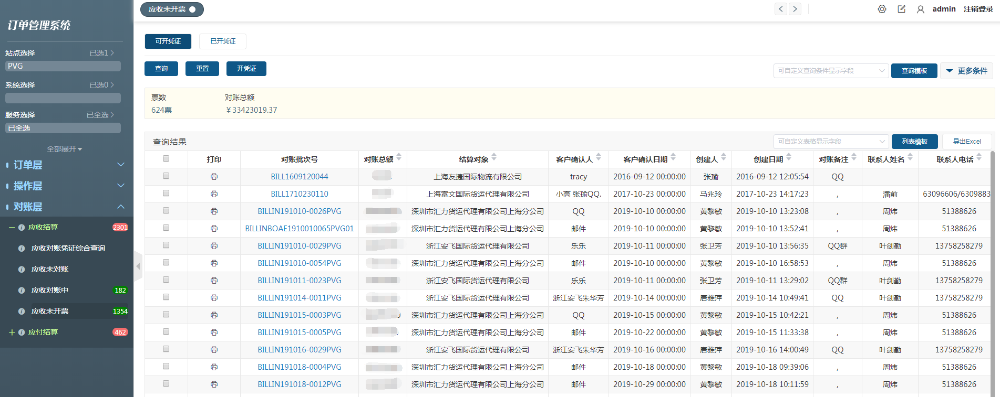 订单管理系统
站点选择 已选1
PVG
系统选择 已选0
服务选择 已全选
已全选
全部展开
订单层
操作层
对账层
应收结算 2301
应收对账凭证综合查询
应收未对账
应收对账中 182
应收未开票 1354
应付结算 462
应收未开票
admin 注销登录
可开凭证 已开凭证
查询 重置 开凭证 可自定义查询条件显示字段 查询模板 更多条件
票数 对账总额
624票 ￥33423019.37
查询结果 可自定义表格显示字段 列表模板 导出Excel
打印 对账批次号 对账总额 结算对象 客户确认人 客户确认日期 创建人 创建日期 对账备注 联系人姓名 联系人电话
BILL1609120044 上海友捷国际物流有限公司 tracy 2016-09-12 00:00:00 张瑜 2016-09-12 12:05:54 QQ
BILL1710230110 上海富文国际货运代理有限公司 小高 张瑜QQ. 2017-10-23 00:00:00 马兆玲 2017-10-23 14:17:23 , 潘前 63096606/6309883
BILLIN191010-0026PVG 深圳市汇力货运代理有限公司上海分公司 QQ 2019-10-10 00:00:00 黄黎敏 2019-10-10 13:23:08 , 周炜 51388626
BILLINBOAE1910010065PVG01 深圳市汇力货运代理有限公司上海分公司 邮件 2019-10-10 00:00:00 黄黎敏 2019-10-10 13:52:41 , 周炜 51388626
BILLIN191010-0029PVG 浙江安飞国际货运代理有限公司 乐乐 2019-10-11 00:00:00 张卫芳 2019-10-10 13:56:35 QQ群 叶剑勤 13758258279
BILLIN191010-0054PVG 深圳市汇力货运代理有限公司上海分公司 邮件 2019-10-10 00:00:00 黄黎敏 2019-10-10 16:58:53 , 周炜 51388626
BILLIN191011-0023PVG 浙江安飞国际货运代理有限公司 乐乐 2019-10-11 00:00:00 张卫芳 2019-10-11 13:29:02 QQ群 叶剑勤 13758258279
BILLIN191014-0011PVG 浙江安飞国际货运代理有限公司 浙江安飞朱华芳 2019-10-14 00:00:00 唐雅萍 2019-10-14 10:49:41 QQ 叶剑勤 13758258279
BILLIN191015-0003PVG 深圳市汇力货运代理有限公司上海分公司 QQ 2019-10-15 00:00:00 黄黎敏 2019-10-15 10:42:21 , 周炜 51388626
BILLIN191015-0005PVG 深圳市汇力货运代理有限公司上海分公司 邮件 2019-10-22 00:00:00 黄黎敏 2019-10-15 11:33:38 , 周炜 51388626
BILLIN191016-0029PVG 浙江安飞国际货运代理有限公司 浙江安飞朱华芳 2019-10-16 00:00:00 唐雅萍 2019-10-16 14:00:49 QQ 叶剑勤 13758258279
BILLIN191018-0004PVG 深圳市汇力货运代理有限公司上海分公司 邮件 2019-10-18 00:00:00 黄黎敏 2019-10-18 09:39:06 , 周炜 51388626
BILLIN191018-0012PVG 深圳市汇力货运代理有限公司上海分公司 邮件 2019-10-29 00:00:00 黄黎敏 2019-10-18 10:11:59 , 周炜 51388626